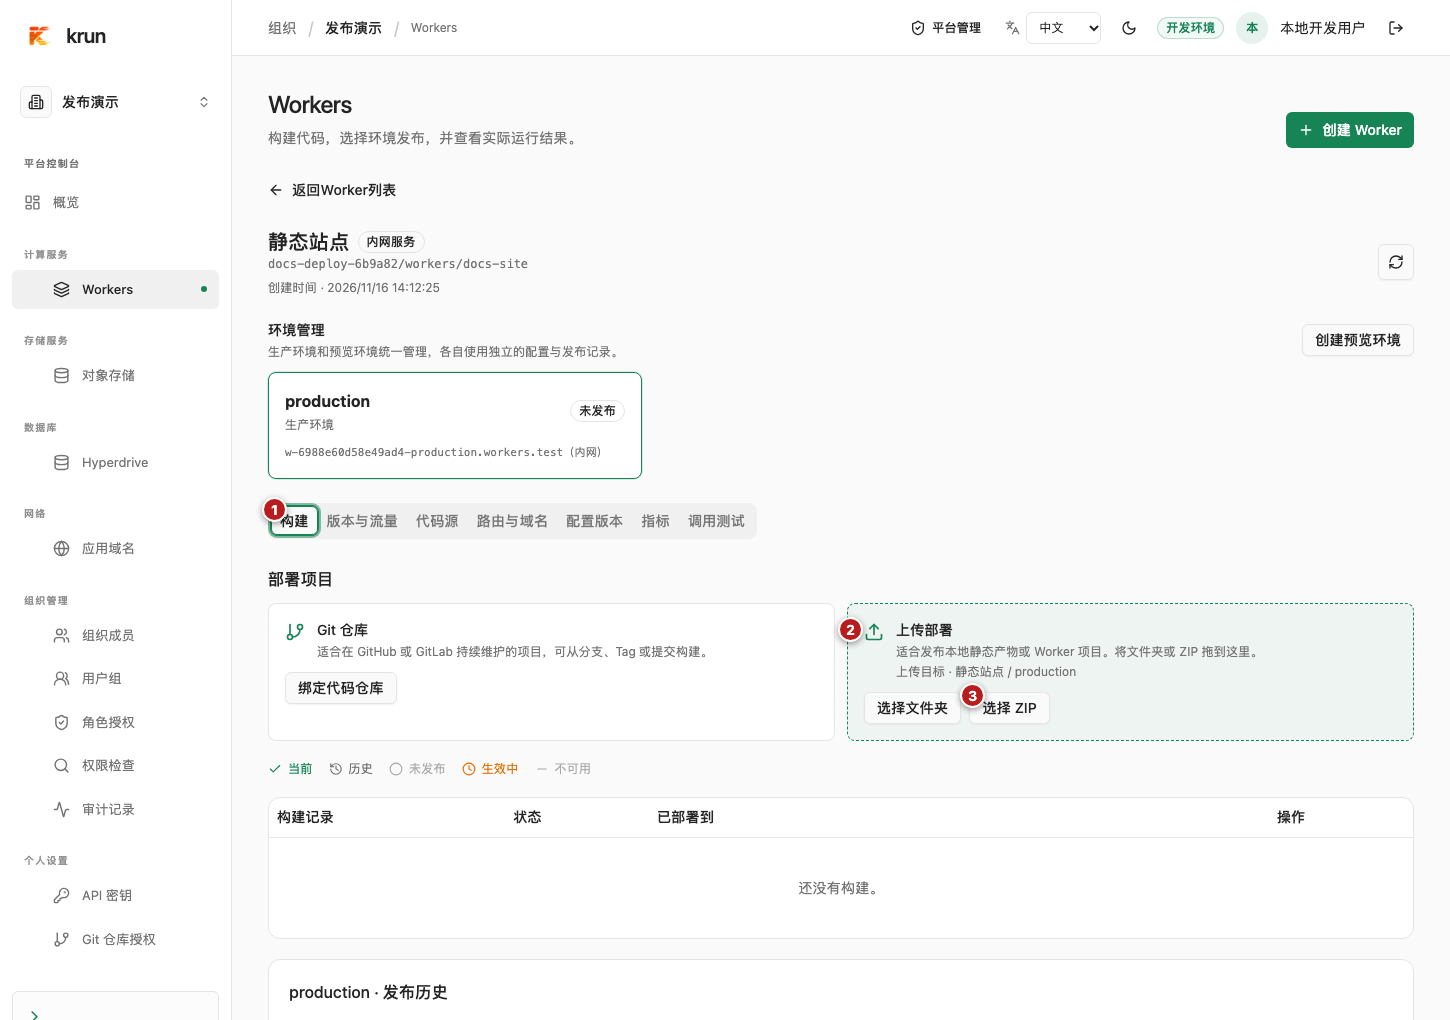 krun
发布演示
平台控制台
概览
计算服务
Workers
存储服务
对象存储
数据库
Hyperdrive
网络
应用域名
组织管理
组织成员
用户组
角色授权
权限检查
审计记录
个人设置
API 密钥
Git 仓库授权
组织 / 发布演示 / Workers
平台管理
中文
开发环境
本
本地开发用户
Workers
构建代码，选择环境发布，并查看实际运行结果。
创建 Worker
返回Worker列表
静态站点 内网服务
docs-deploy-6b9a82/workers/docs-site
创建时间 · 2026/11/16 14:12:25
环境管理
生产环境和预览环境统一管理，各自使用独立的配置与发布记录。
创建预览环境
production
未发布
生产环境
w-6988e60d58e49ad4-production.workers.test (内网)
1
构建 版本与流量 代码源 路由与域名 配置版本 指标 调用测试
部署项目
Git 仓库
适合在 GitHub 或 GitLab 持续维护的项目，可从分支、Tag 或提交构建。
绑定代码仓库
2
上传部署
适合发布本地静态产物或 Worker 项目。将文件夹或 ZIP 拖到这里。
上传目标 · 静态站点 / production
选择文件夹
3
选择 ZIP
当前 历史 未发布 生效中 不可用
构建记录 状态 已部署到 操作
还没有构建。
production · 发布历史